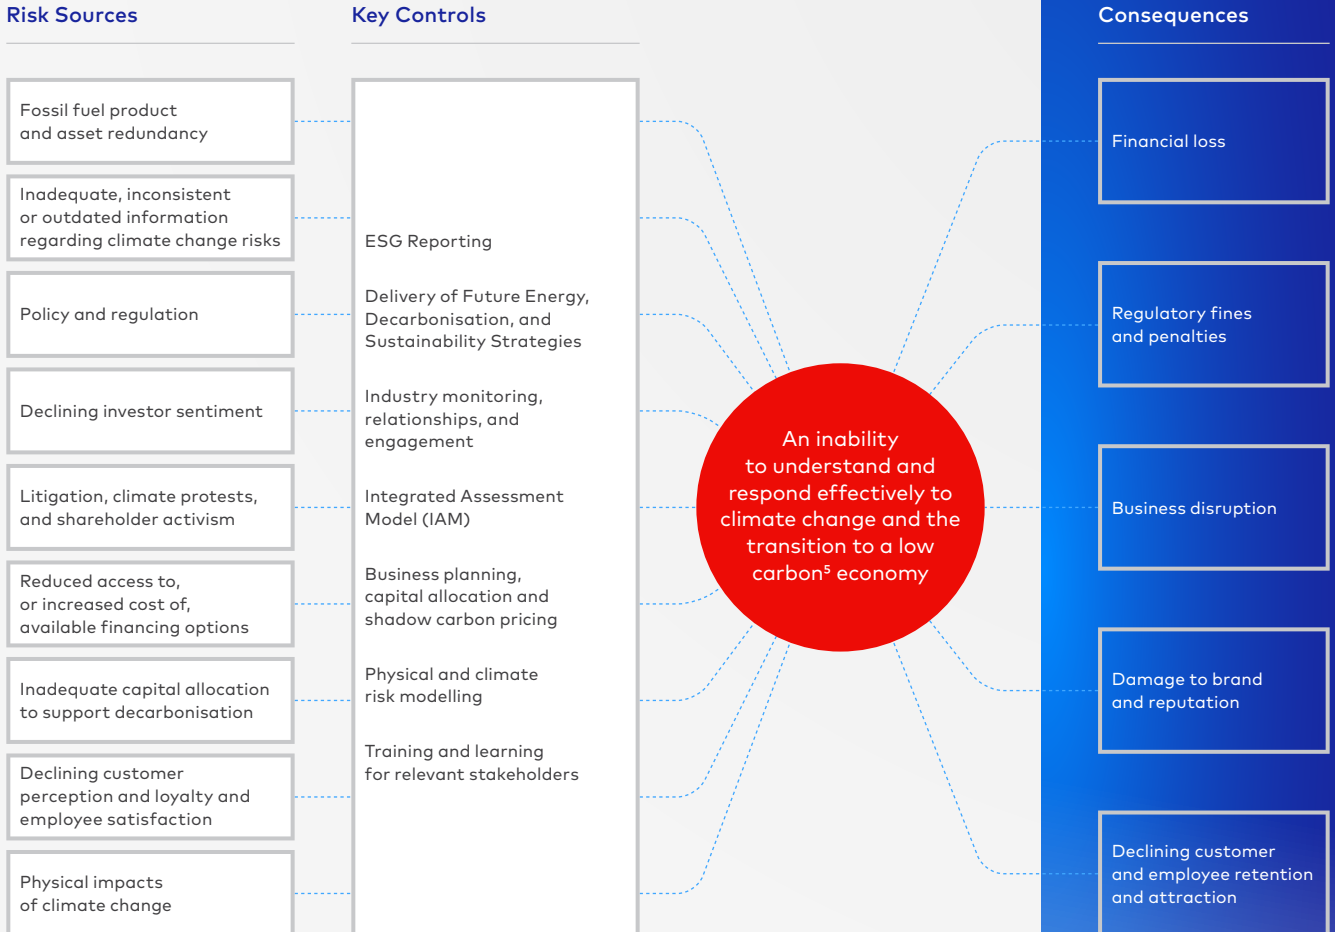 Risk Sources
Fossil fuel product
and asset redundancy
Inadequate, inconsistent
or outdated information
regarding climate change risks
Policy and regulation
Declining investor sentiment
Litigation, climate protests,
and shareholder activism
Reduced access to,
or increased cost of,
available financing options
Inadequate capital allocation
to support decarbonisation
Declining customer
perception and loyalty and
employee satisfaction
Physical impacts
of climate change
Key Controls
ESG Reporting
Delivery of Future Energy,
Decarbonisation, and
Sustainability Strategies
Industry monitoring,
relationships, and
engagement
Integrated Assessment
Model (IAM)
Business planning,
capital allocation and
shadow carbon pricing
Physical and climate
risk modelling
Training and learning
for relevant stakeholders
An inability
to understand and
respond effectively to
climate change and the
transition to a low
carbon⁵ economy
Consequences
Financial loss
Regulatory fines
and penalties
Business disruption
Damage to brand
and reputation
Declining customer
and employee retention
and attraction